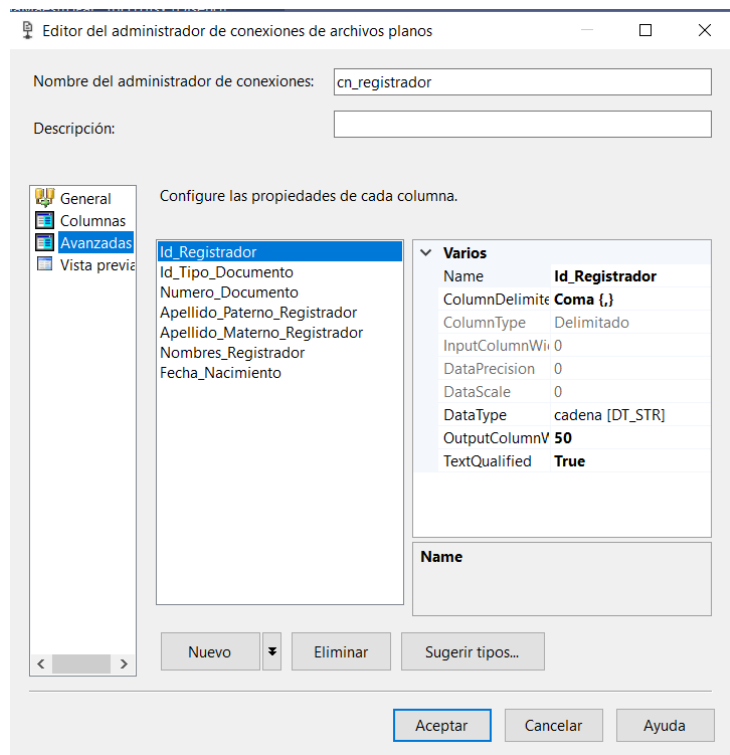 Editor del administrador de conexiones de archivos planos
Nombre del administrador de conexiones: cn_registrador
Descripción:
General
Columnas
Avanzadas
Vista previa
Configure las propiedades de cada columna.
Id_Registrador
Id_Tipo_Documento
Numero_Documento
Apellido_Paterno_Registrador
Apellido_Materno_Registrador
Nombres_Registrador
Fecha_Nacimiento
Varios
Name Id_Registrador
ColumnDelimite Coma {,}
ColumnType Delimitado
InputColumnWi 0
DataPrecision 0
DataScale 0
DataType cadena [DT_STR]
OutputColumnW 50
TextQualified True
Name
Nuevo Eliminar Sugerir tipos...
Aceptar Cancelar Ayuda